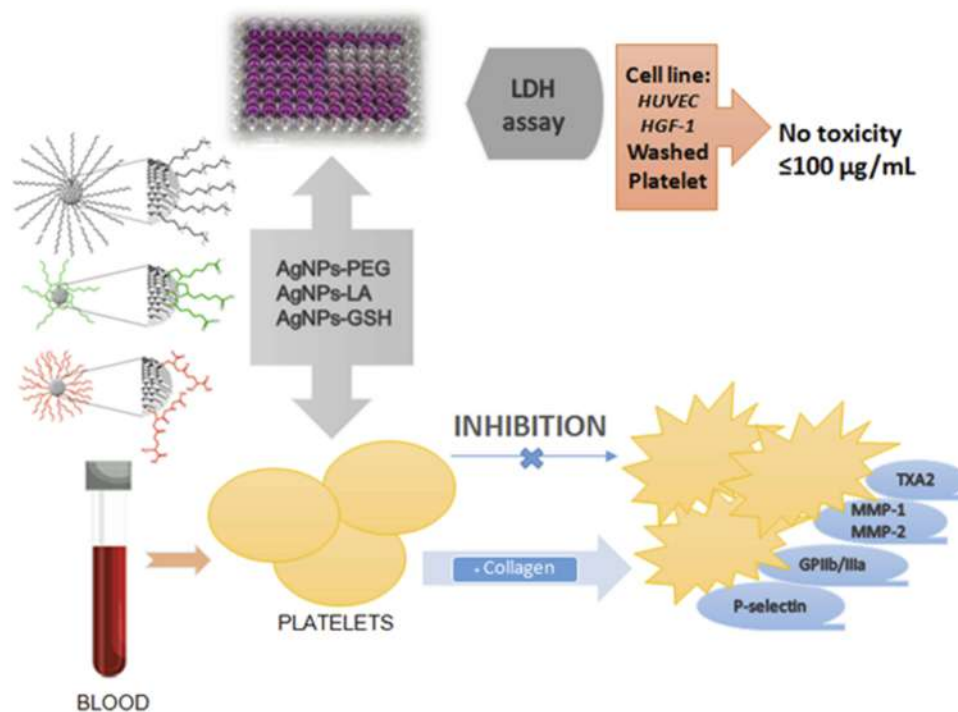 LDH
assay
Cell line:
HUVEC
HGF-1
Washed
Platelet
No toxicity
≤100 µg/mL
AgNPs-PEG
AgNPs-LA
AgNPs-GSH
INHIBITION
+ Collagen
TXA2
MMP-1
MMP-2
GPIIb/IIIa
P-selectin
PLATELETS
BLOOD